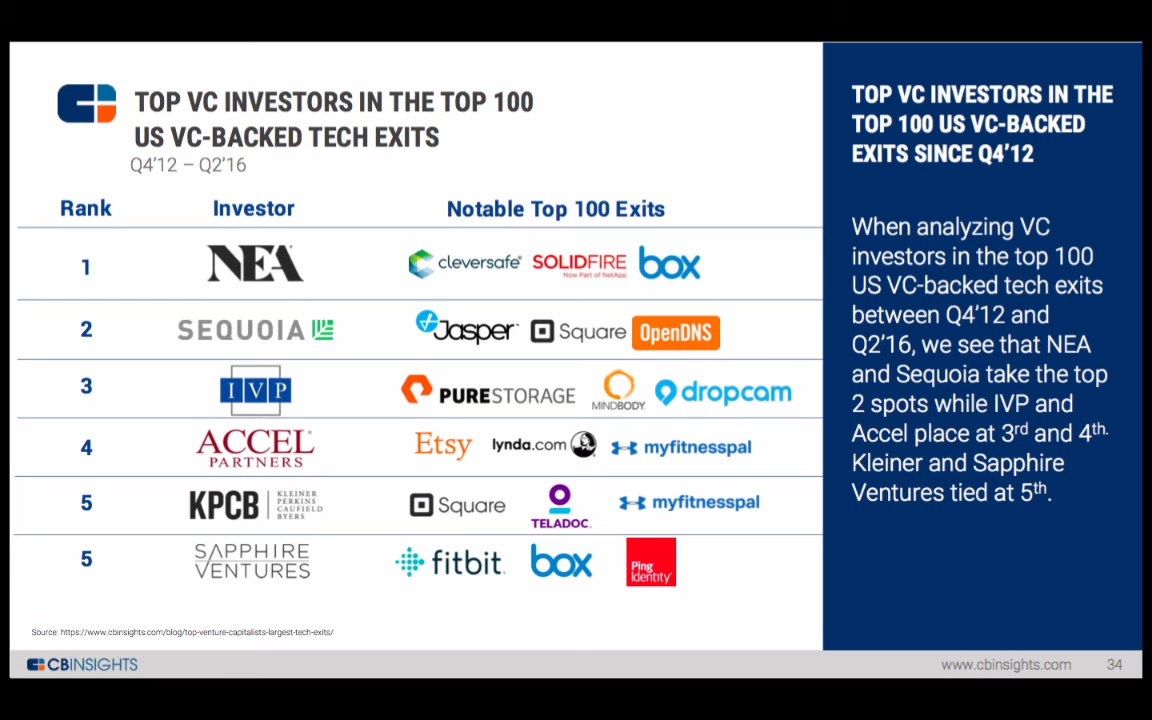 TOP VC INVESTORS IN THE TOP 100
US VC-BACKED TECH EXITS
Q4'12 – Q2'16
Rank Investor Notable Top 100 Exits
1 NEA cleversafe SOLIDFIRE Now Part of NetApp box
2 SEQUOIA Jasper Square OpenDNS
3 IVP PURESTORAGE MINDBODY dropcam
4 ACCEL PARTNERS Etsy lynda.com myfitnesspal
5 KPCB KLEINER PERKINS CAUFIELD BYERS Square TELADOC myfitnesspal
5 SAPPHIRE VENTURES fitbit box Ping Identity
Source: https://www.cbinsights.com/blog/top-venture-capitalists-largest-tech-exits/
TOP VC INVESTORS IN THE
TOP 100 US VC-BACKED
EXITS SINCE Q4'12
When analyzing VC
investors in the top 100
US VC-backed tech exits
between Q4'12 and
Q2'16, we see that NEA
and Sequoia take the top
2 spots while IVP and
Accel place at 3rd and 4th.
Kleiner and Sapphire
Ventures tied at 5th.
CBINSIGHTS www.cbinsights.com 34